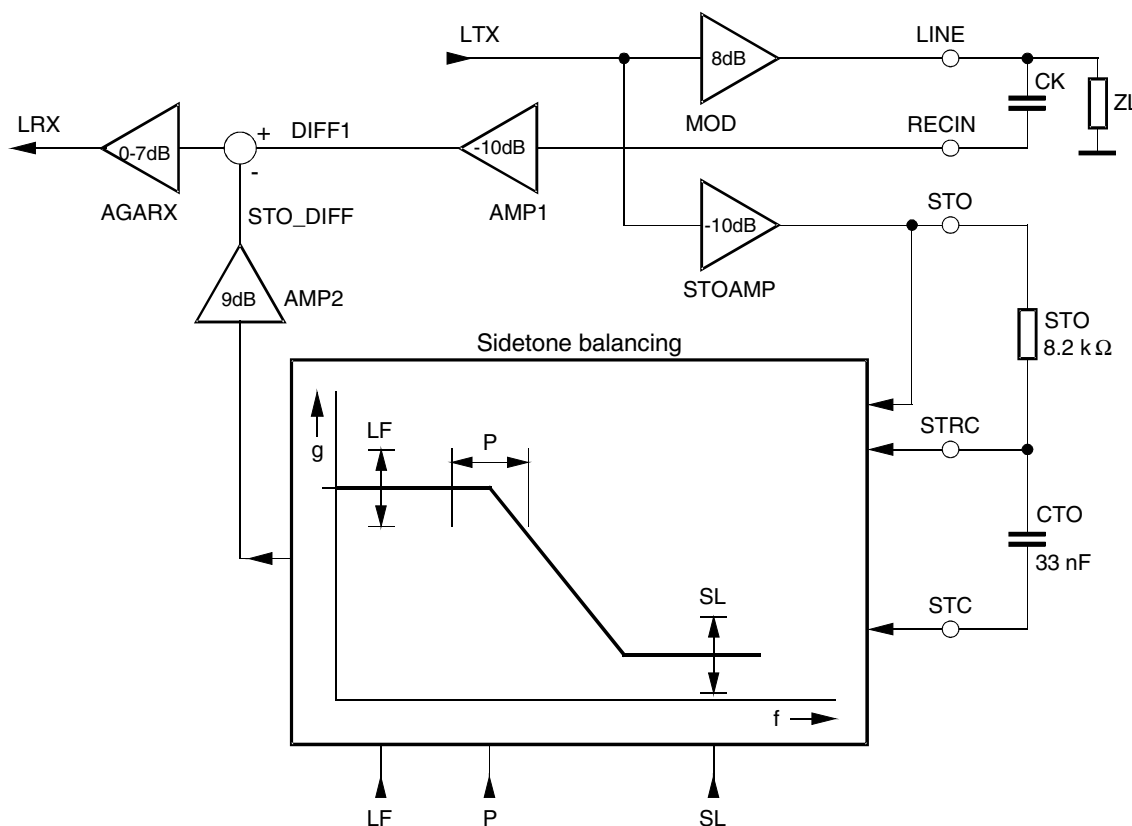 LTX
8dB
MOD
LINE
CK
ZL
LRX
0-7dB
AGARX
+
-
DIFF1
-10dB
AMP1
RECIN
STO_DIFF
-10dB
STOAMP
STO
9dB
AMP2
STO
8.2 kΩ
Sidetone balancing
g
LF
P
SL
f
STRC
CTO
33 nF
STC
LF
P
SL